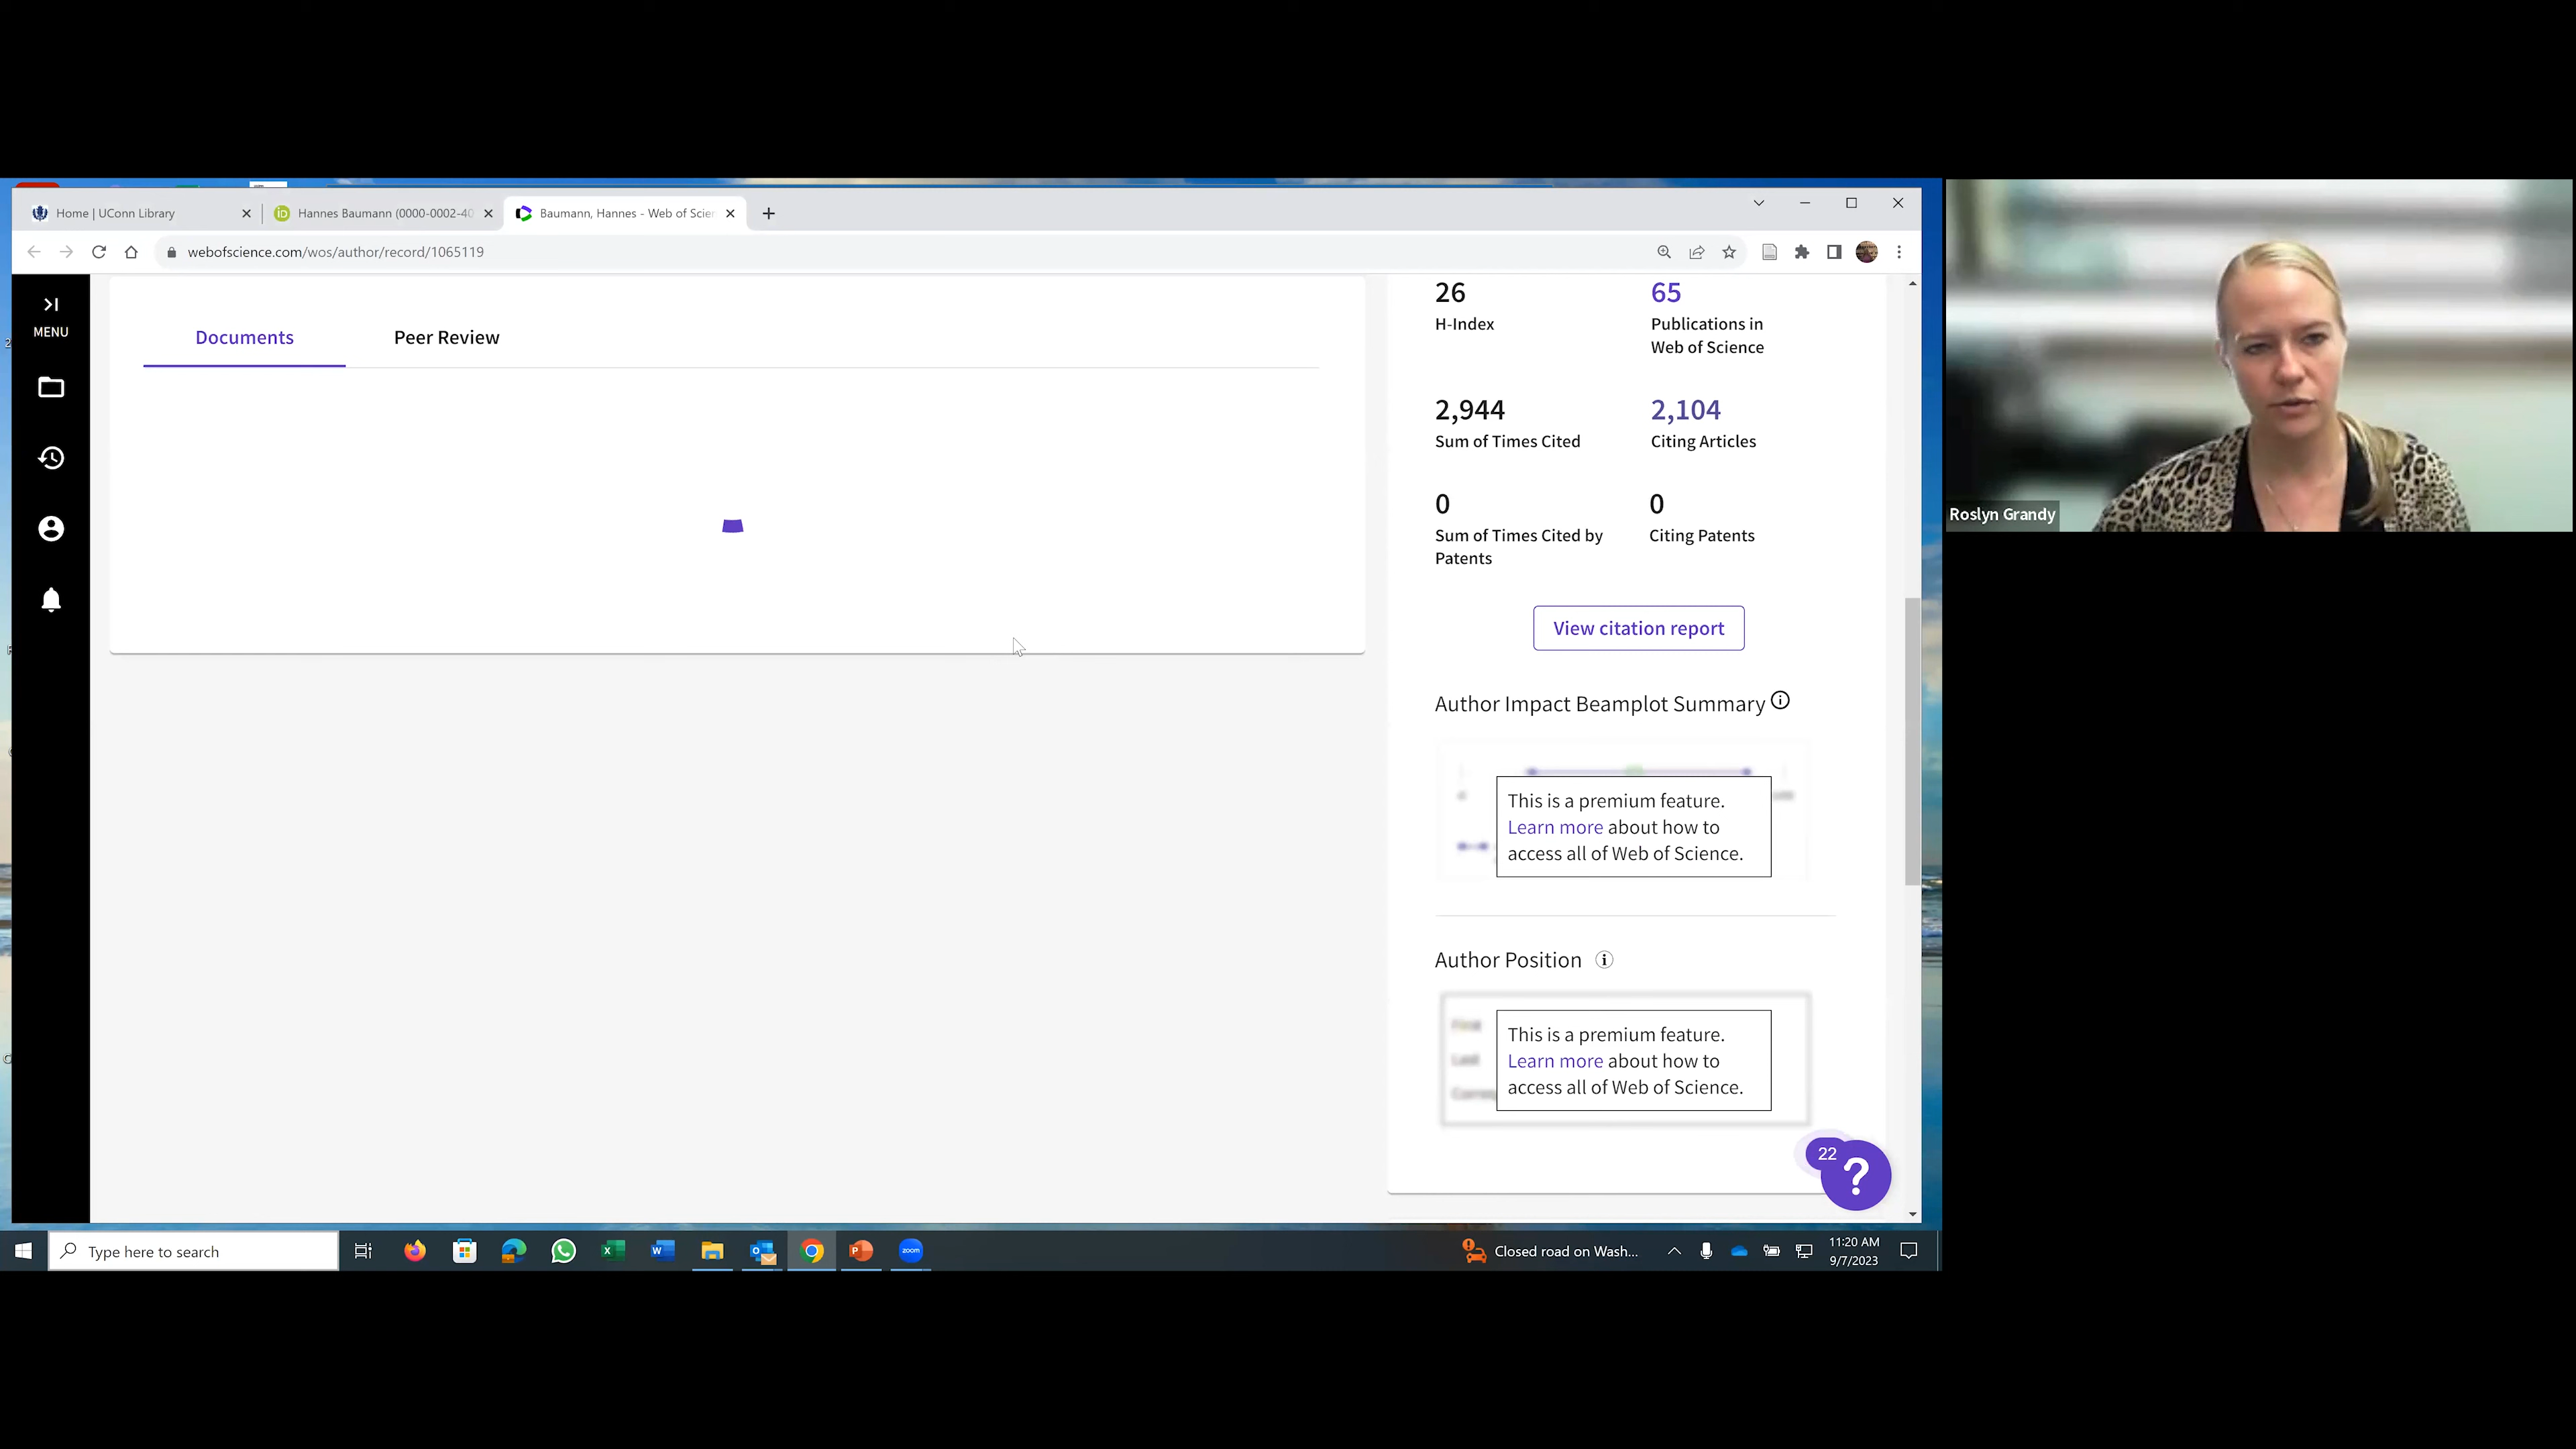 Home | UConn Library
Hannes Baumann (0000-0002-40
Baumann, Hannes - Web of Scier
webofscience.com/wos/author/record/1065119
MENU
Documents
Peer Review
26
H-Index
65
Publications in
Web of Science
2,944
Sum of Times Cited
2,104
Citing Articles
0
Sum of Times Cited by
Patents
0
Citing Patents
View citation report
Author Impact Beamplot Summary
This is a premium feature.
Learn more about how to
access all of Web of Science.
Author Position
First
Last
This is a premium feature.
Learn more about how to
access all of Web of Science.
22
?
Roslyn Grandy
Type here to search
zoom
Closed road on Wash...
11:20 AM
9/7/2023